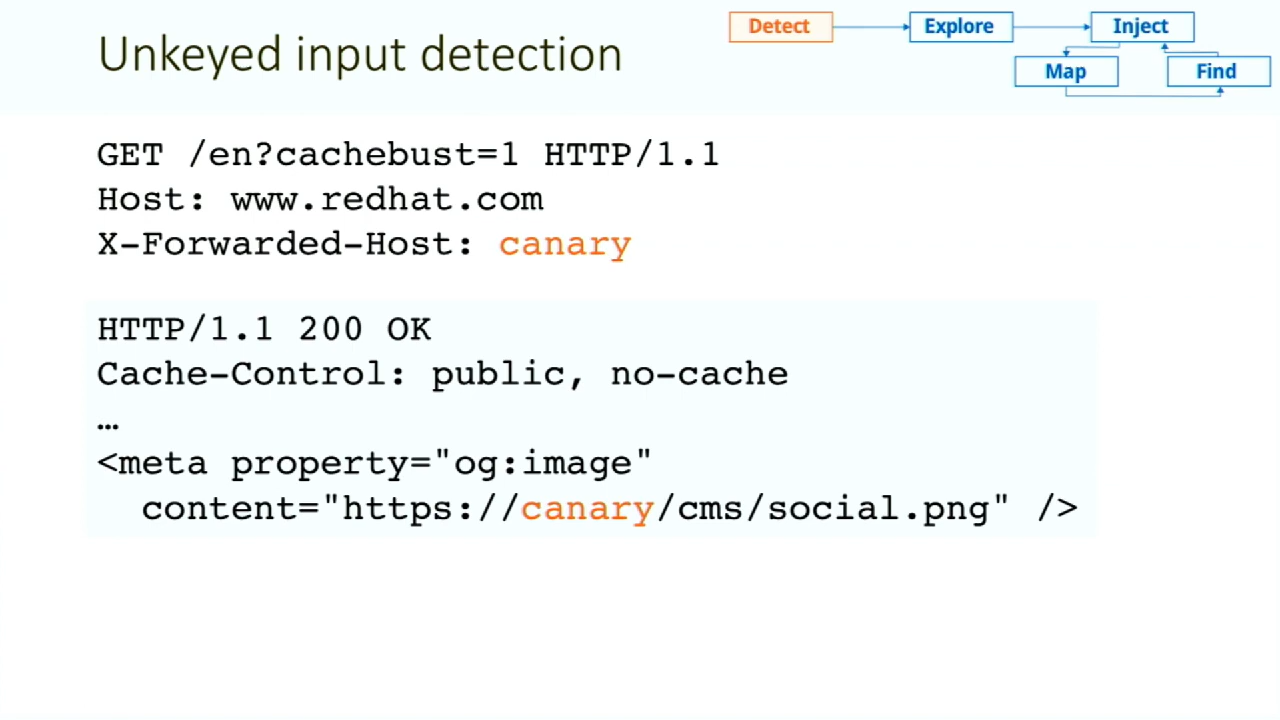 Unkeyed input detection
Detect
Explore
Inject
Map
Find
GET /en?cachebust=1 HTTP/1.1
Host: www.redhat.com
X-Forwarded-Host: canary
HTTP/1.1 200 OK
Cache-Control: public, no-cache
…
<meta property="og:image"
content="https://canary/cms/social.png" />